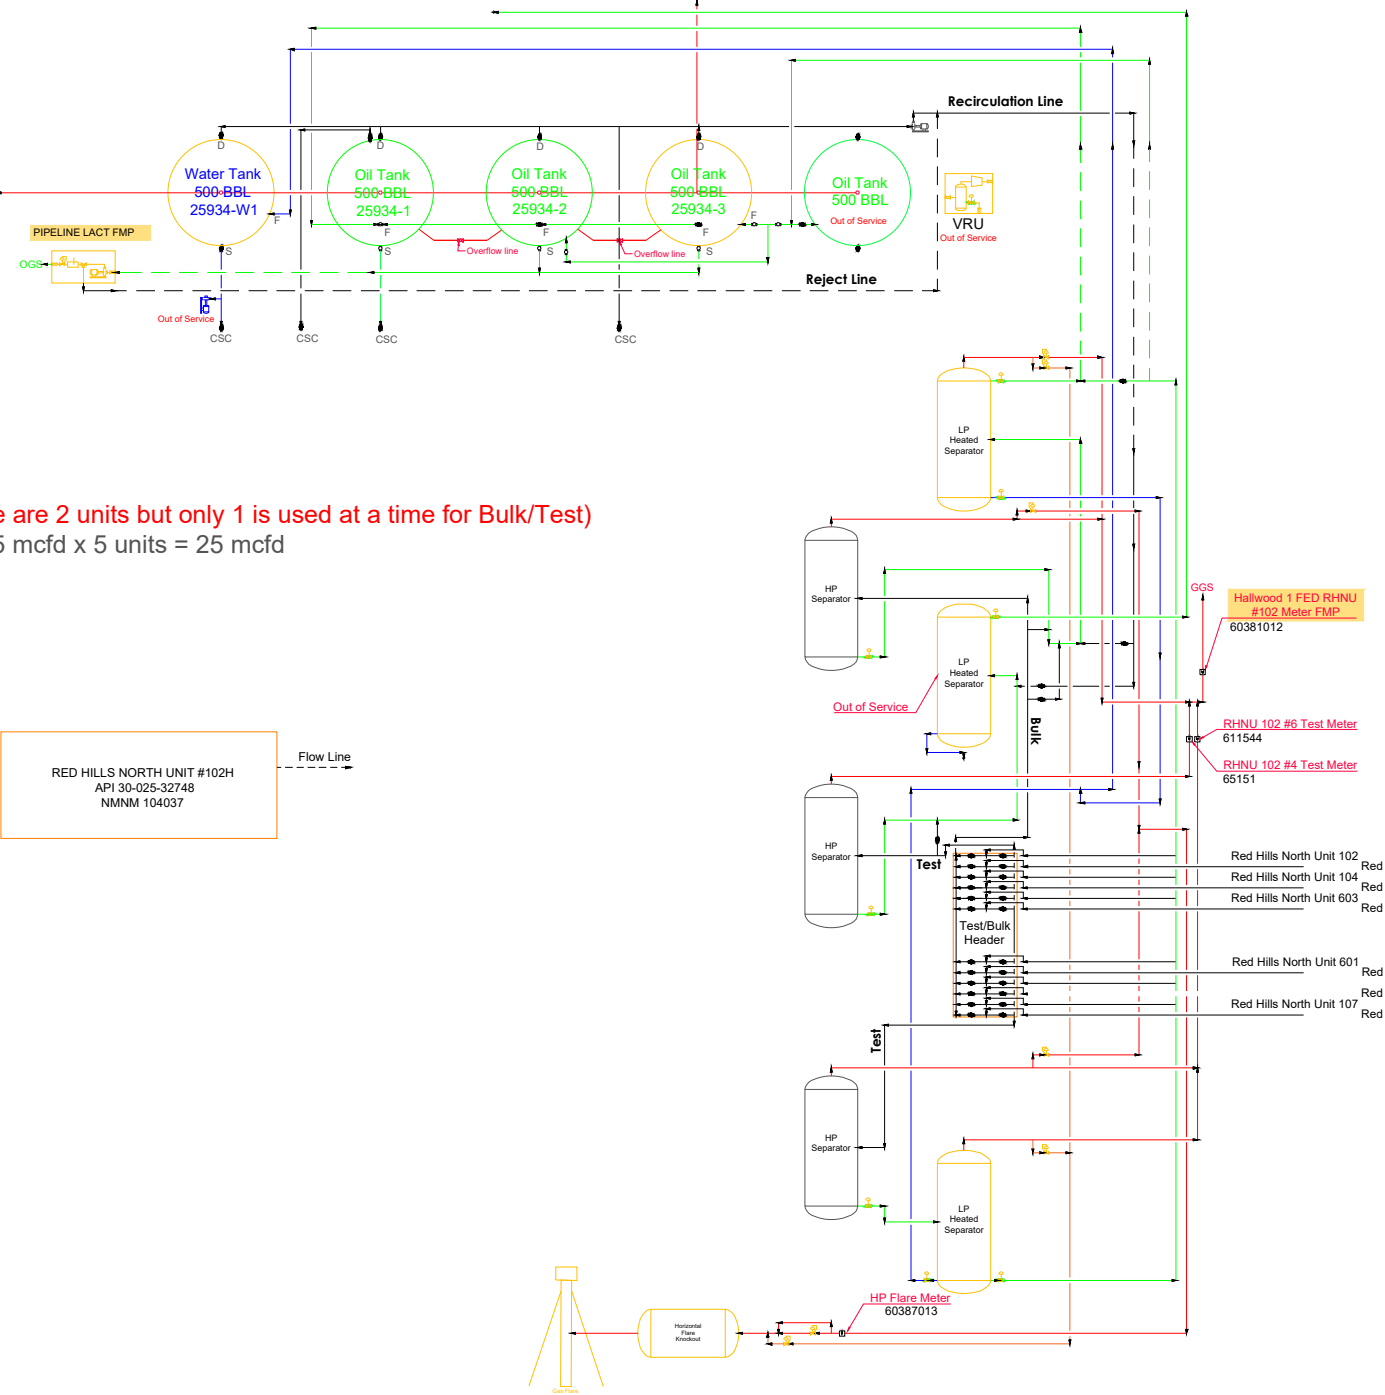 Recirculation Line
D
D
D
D
Water Tank
500 BBL
25934-W1
Oil Tank
500 BBL
25934-1
Oil Tank
500 BBL
25934-2
Oil Tank
500 BBL
25934-3
Oil Tank
500 BBL
Out of Service
VRU
Out of Service
F
F
F
F
F
S
S
S
S
PIPELINE LACT FMP
OGS
Overflow line
Overflow line
Reject Line
Out of Service
CSC
CSC
CSC
CSC
LP
Heated
Separator
e are 2 units but only 1 is used at a time for Bulk/Test)
5 mcfd x 5 units = 25 mcfd
HP
Separator
GGS
Hallwood 1 FED RHNU
#102 Meter FMP
60381012
LP
Heated
Separator
Out of Service
Bulk
RHNU 102 #6 Test Meter
611544
RHNU 102 #4 Test Meter
65151
Flow Line
RED HILLS NORTH UNIT #102H
API 30-025-32748
NMNM 104037
HP
Separator
Test
Red Hills North Unit 102
Red
Red Hills North Unit 104
Red
Red Hills North Unit 603
Red
Test/Bulk
Header
Red Hills North Unit 601
Red
Red
Red Hills North Unit 107
Red
Test
HP
Separator
LP
Heated
Separator
HP Flare Meter
60387013
Horizontal
Flare
Knockout
Gas Flare